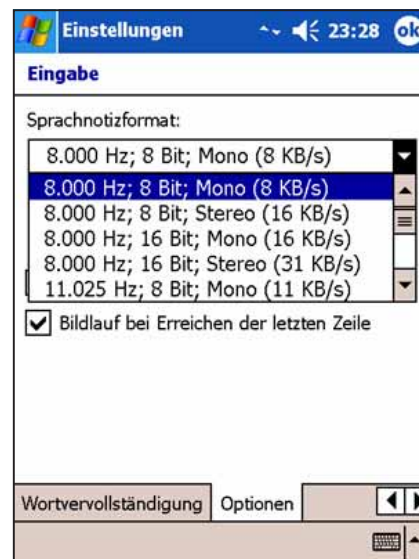 Einstellungen 23:28 ok
Eingabe
Sprachnotizformat:
8.000 Hz; 8 Bit; Mono (8 KB/s)
8.000 Hz; 8 Bit; Mono (8 KB/s)
8.000 Hz; 8 Bit; Stereo (16 KB/s)
8.000 Hz; 16 Bit; Mono (16 KB/s)
8.000 Hz; 16 Bit; Stereo (31 KB/s)
11.025 Hz; 8 Bit; Mono (11 KB/s)
Bildlauf bei Erreichen der letzten Zeile
Wortvervollständigung Optionen